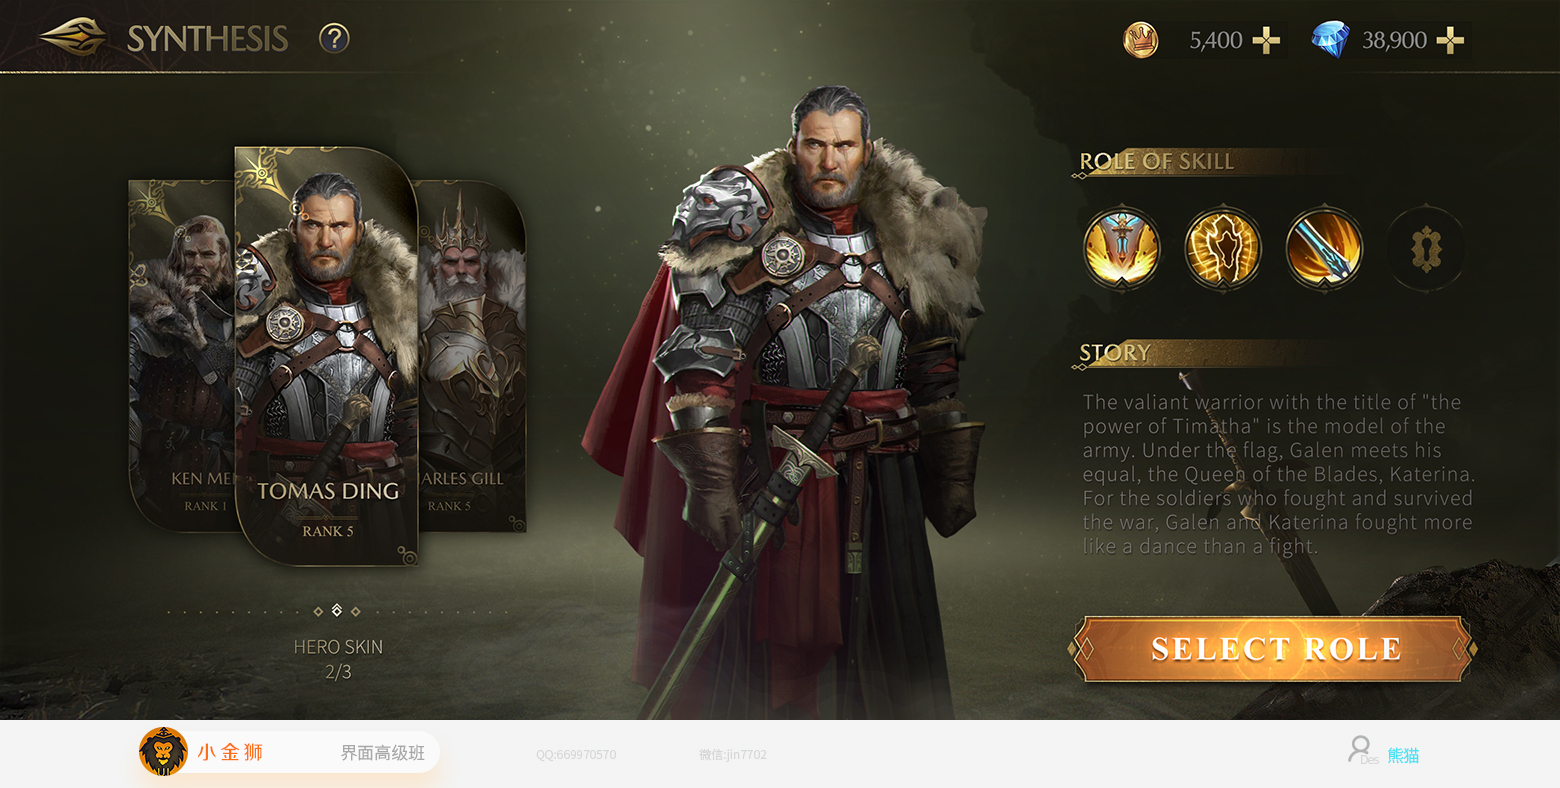 SYNTHESIS
?
5,400
38,900
ROLE OF SKILL
KEN ME
RANK 1
TOMAS DING
RANK 5
HARLES GILL
RANK 5
HERO SKIN
2/3
STORY
The valiant warrior with the title of "the
power of Timatha" is the model of the
army. Under the flag, Galen meets his
equal, the Queen of the Blades, Katerina.
For the soldiers who fought and survived
the war, Galen and Katerina fought more
like a dance than a fight.
SELECT ROLE
小金狮
界面高级班
QQ:669970570
微信:jin7702
Des
熊猫